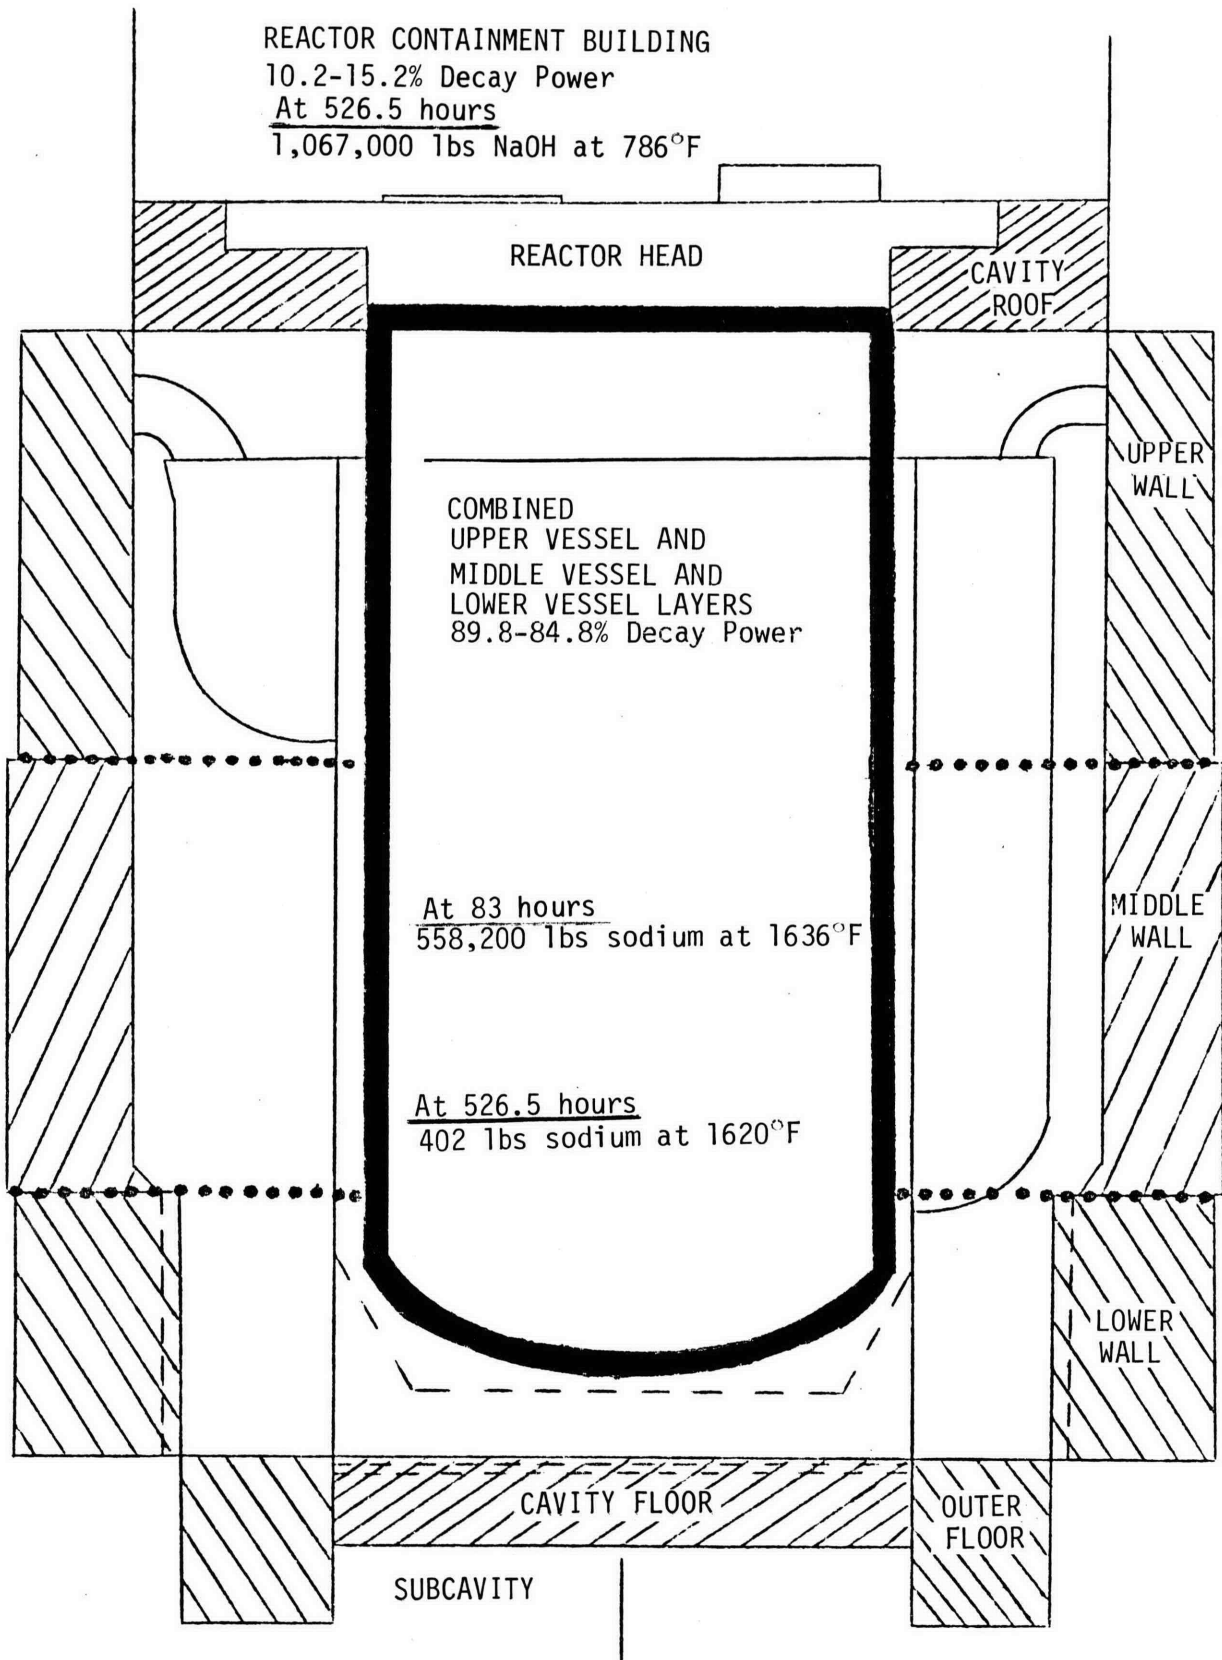 REACTOR CONTAINMENT BUILDING
10.2-15.2% Decay Power
At 526.5 hours
1,067,000 lbs NaOH at 786°F
REACTOR HEAD
CAVITY
ROOF
UPPER
WALL
COMBINED
UPPER VESSEL AND
MIDDLE VESSEL AND
LOWER VESSEL LAYERS
89.8-84.8% Decay Power
At 83 hours
558,200 lbs sodium at 1636°F
MIDDLE
WALL
At 526.5 hours
402 lbs sodium at 1620°F
LOWER
WALL
CAVITY FLOOR
OUTER
FLOOR
SUBCAVITY